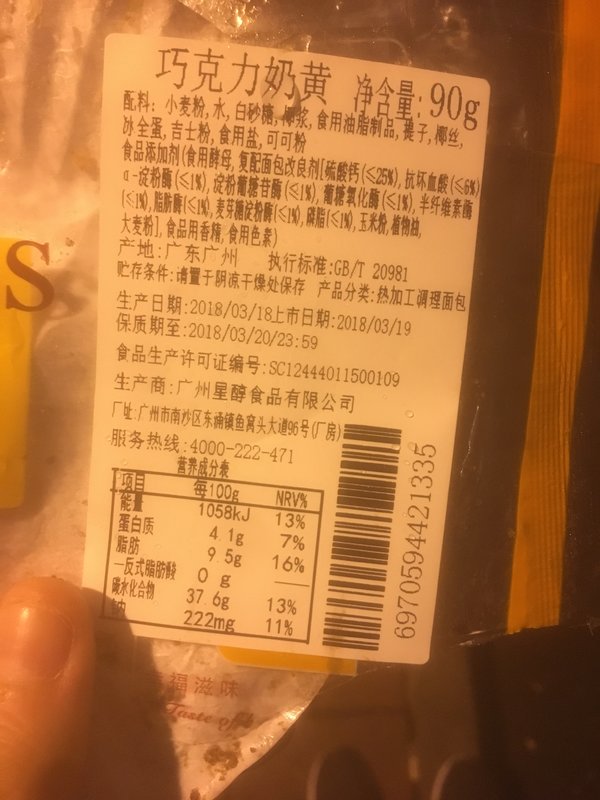 巧克力奶黄 净含量:90g
配料: 小麦粉, 水, 白砂糖, 椰浆, 食用油脂制品, 提子, 椰丝,
冰全蛋, 吉士粉, 食用盐, 可可粉
食品添加剂(食用酵母, 复配面包改良剂[硫酸钙(≤25%), 抗坏血酸(≤6%)
α-淀粉酶(≤1%), 淀粉葡糖苷酶(≤1%), 葡糖氧化酶(≤1%), 半纤维素酶
(≤1%), 脂肪酶(≤1%), 麦芽糖淀粉酶(≤1%), 磷脂(≤1%), 玉米粉, 植物油,
大麦粉], 食品用香精, 食用色素)
产地:广东广州 执行标准:GB/T 20981
贮存条件:请置于阴凉干燥处保存 产品分类:热加工调理面包
生产日期:2018/03/18上市日期:2018/03/19
保质期至:2018/03/20/23:59
食品生产许可证编号:SC12444011500109
生产商:广州星醇食品有限公司
厂址:广州市南沙区东涌镇鱼窝头大道96号(厂房)
服务热线:4000-222-471
营养成分表
项目 每100g NRV%
能量 1058kJ 13%
蛋白质 4.1g 7%
脂肪 9.5g 16%
—反式脂肪酸 0 g —
碳水化合物 37.6g 13%
钠 222mg 11%
6970594421335
S
福滋味
Taste of